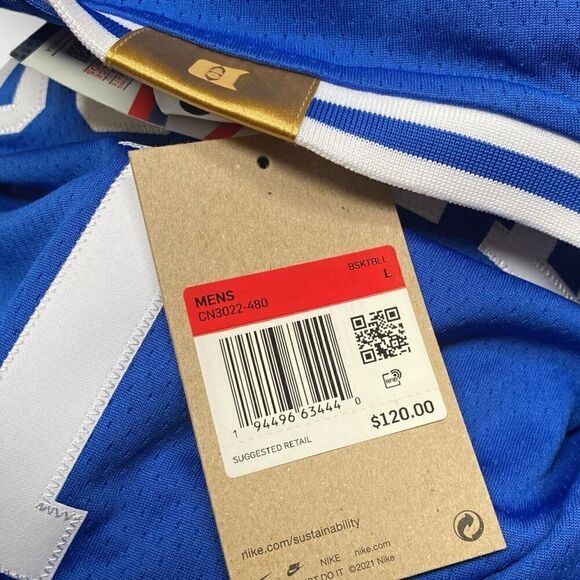 BSKTBLL
MENS L
CN3022-480
RFID
1 94496 63444 0
$120.00
SUGGESTED RETAIL
nike.com/sustainability
NIKE nike.com
JUST DO IT ©2021 Nike